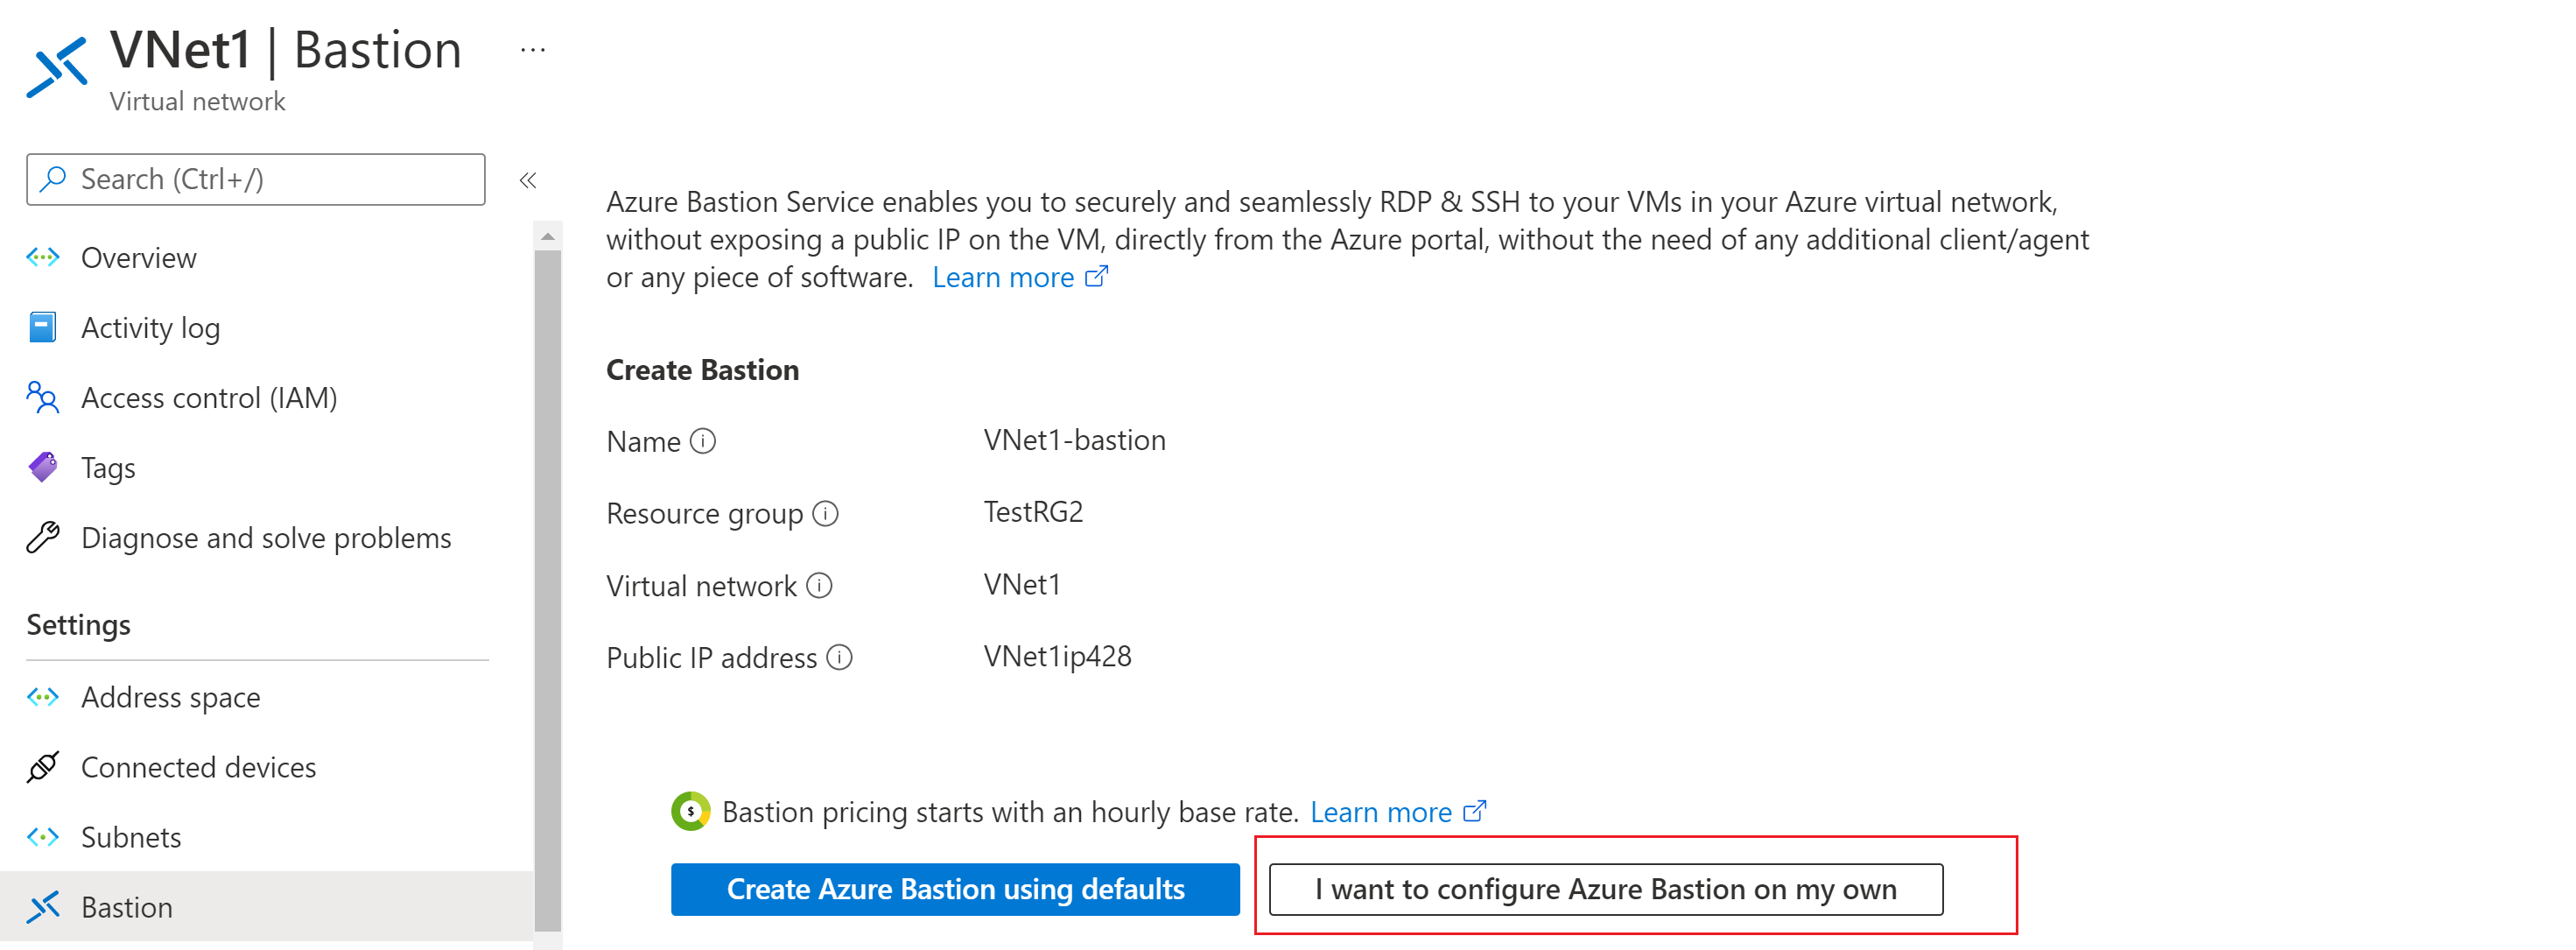 VNet1 | Bastion ...
Virtual network
Search (Ctrl+/)
Overview
Activity log
Access control (IAM)
Tags
Diagnose and solve problems
Settings
Address space
Connected devices
Subnets
Bastion
Azure Bastion Service enables you to securely and seamlessly RDP & SSH to your VMs in your Azure virtual network,
without exposing a public IP on the VM, directly from the Azure portal, without the need of any additional client/agent
or any piece of software. Learn more
Create Bastion
Name VNet1-bastion
Resource group TestRG2
Virtual network VNet1
Public IP address VNet1ip428
Bastion pricing starts with an hourly base rate. Learn more
Create Azure Bastion using defaults
I want to configure Azure Bastion on my own